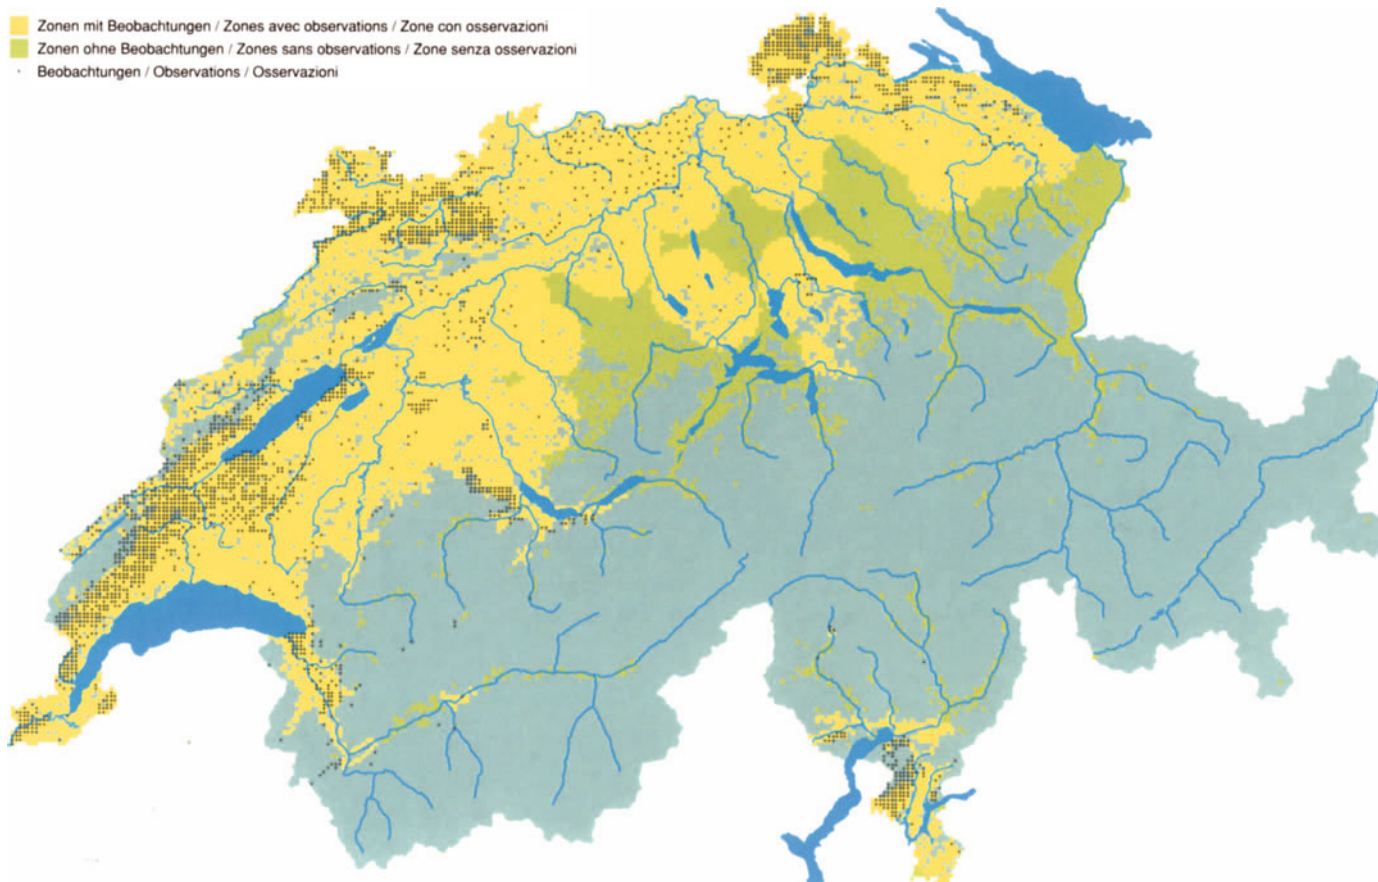 Zonen mit Beobachtungen / Zones avec observations / Zone con osservazioni
Zonen ohne Beobachtungen / Zones sans observations / Zone senza osservazioni
Beobachtungen / Observations / Osservazioni